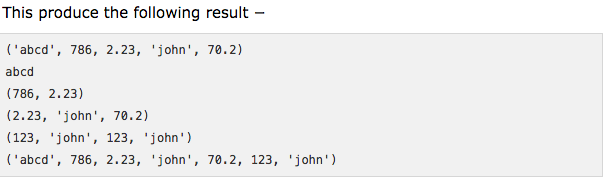 This produce the following result −
('abcd', 786, 2.23, 'john', 70.2)
abcd
(786, 2.23)
(2.23, 'john', 70.2)
(123, 'john', 123, 'john')
('abcd', 786, 2.23, 'john', 70.2, 123, 'john')